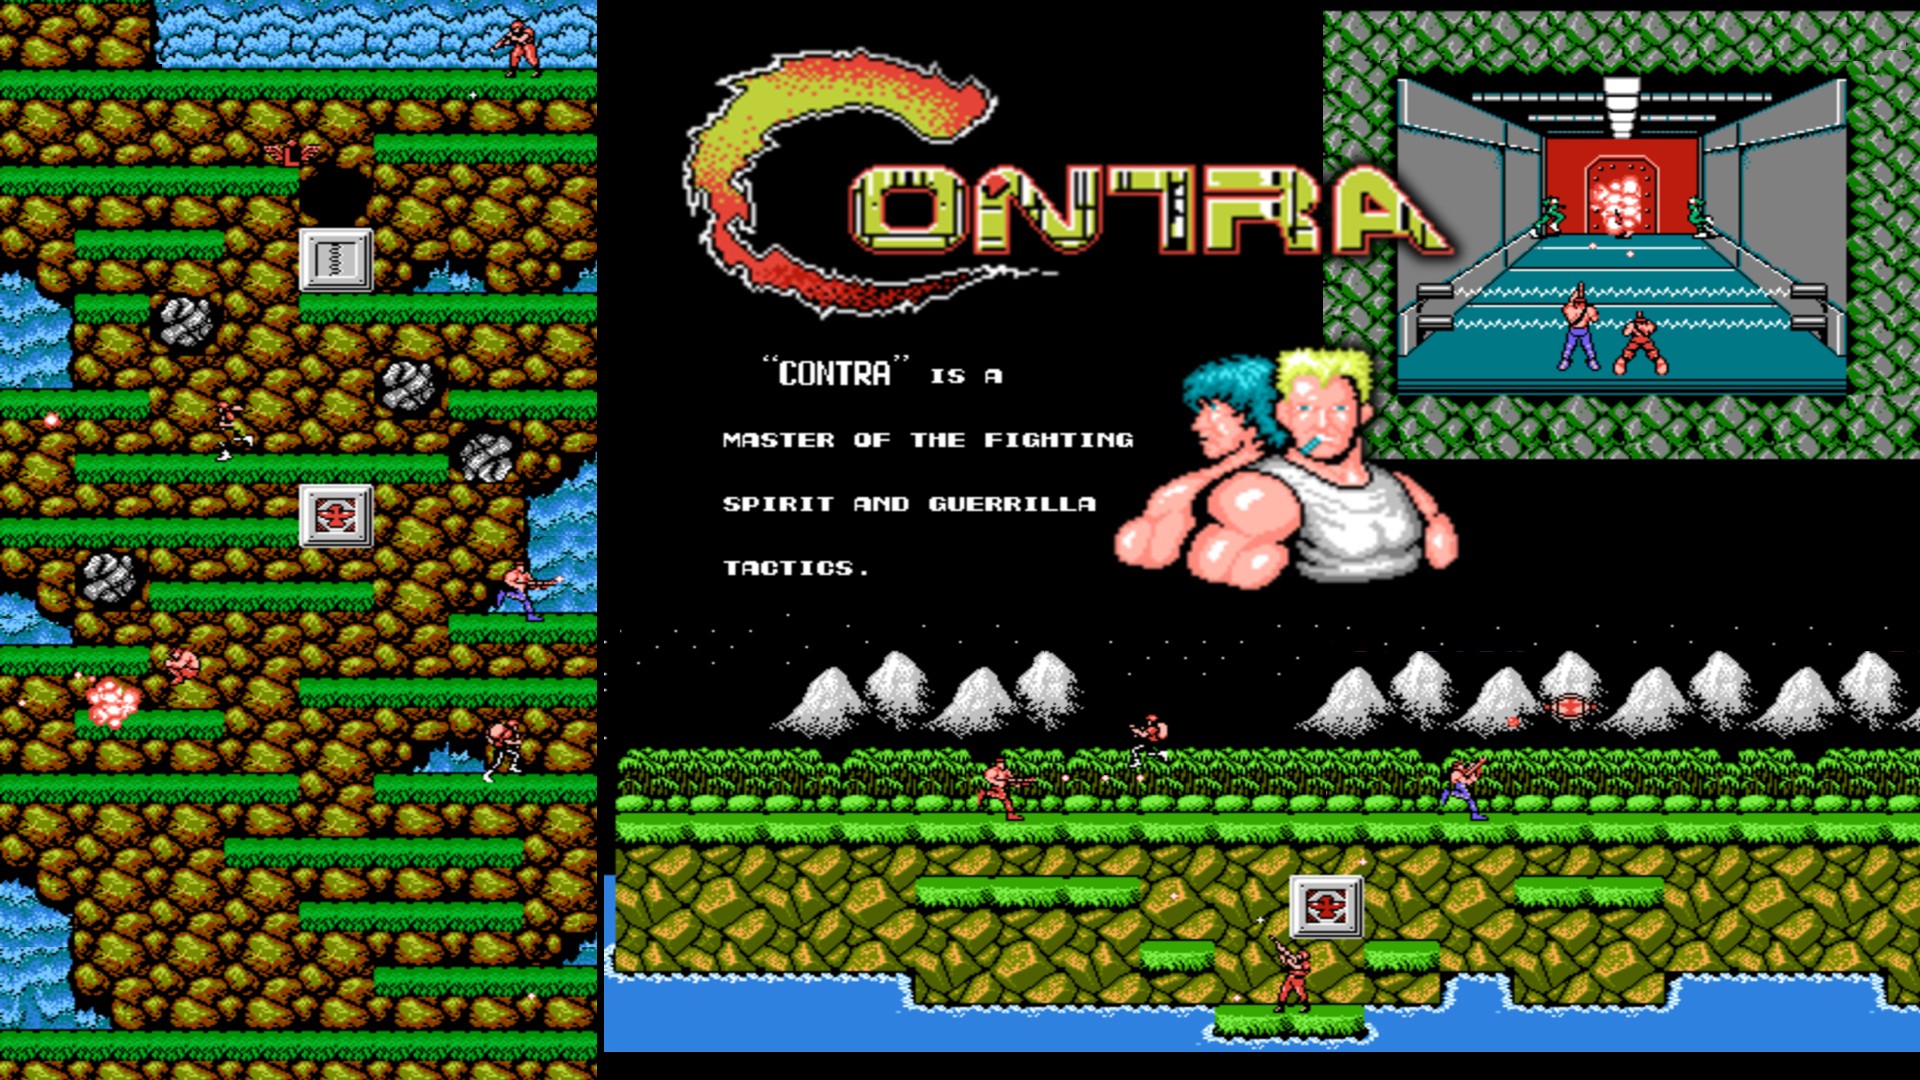 CONTRA
"CONTRA" IS A
MASTER OF THE FIGHTING
SPIRIT AND GUERRILLA
TACTICS.
L